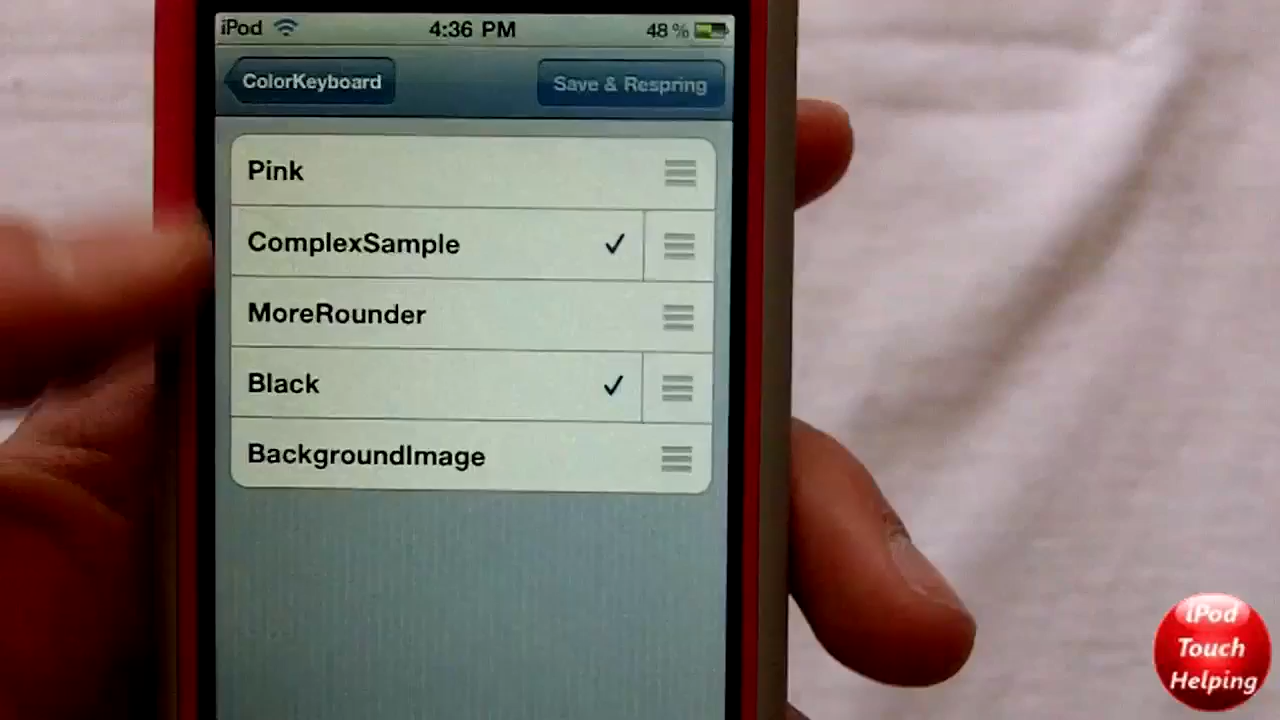 iPod 4:36 PM 48 %
ColorKeyboard Save & Respring
Pink
ComplexSample
MoreRounder
Black
BackgroundImage
iPod
Touch
Helping